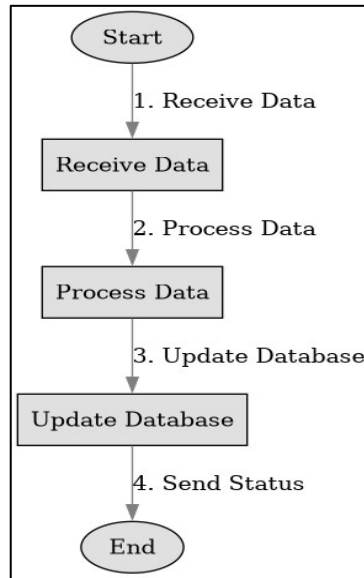 Start
1. Receive Data
Receive Data
2. Process Data
Process Data
3. Update Database
Update Database
4. Send Status
End